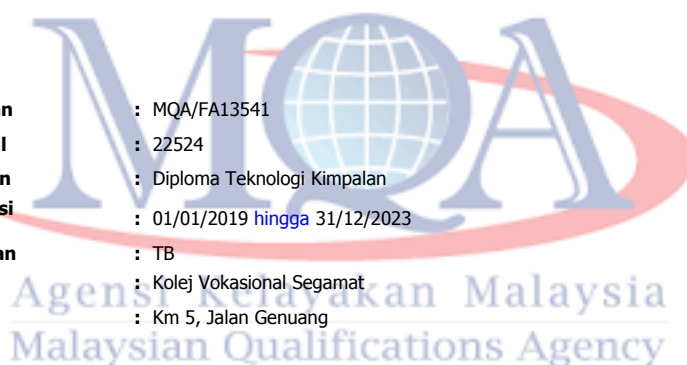 MQA
an : MQA/FA13541
l : 22524
n : Diploma Teknologi Kimpalan
si : 01/01/2019 hingga 31/12/2023
an : TB
: Kolej Vokasional Segamat
: Km 5, Jalan Genuang
Agensi Kelayakan Malaysia
Malaysian Qualifications Agency